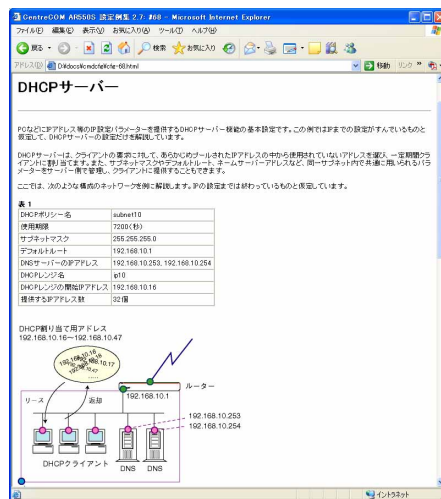 CentreCOM AR550S 設定例集 2.7: #68 - Microsoft Internet Explorer
ファイル(F) 編集(E) 表示(V) お気に入り(A) ツール(T) ヘルプ(H)
戻る 検索 お気に入り
アドレス(D) D:¥docs¥cmdcfg¥cfg-68.html 移動 リンク
DHCPサーバー
PCなどにIPアドレス等のIP設定パラメーターを提供するDHCPサーバー機能の基本設定です。この例ではIPまでの設定がすんでいるものと
仮定して、DHCPサーバーの設定だけを解説しています。
DHCPサーバーは、クライアントの要求に対して、あらかじめプールされたIPアドレスの中から使用されていないアドレスを選び、一定期間クラ
イアントに割り当てます。また、サブネットマスクやデフォルトルート、ネームサーバーアドレスなど、同一サブネット内で共通に用いられるパラ
メーターをサーバー側で管理し、クライアントに提供することもできます。
ここでは、次のような構成のネットワークを例に解説します。IPの設定までは終わっているものと仮定しています。
表 1
DHCPポリシー名 subnet10
使用期限 7200(秒)
サブネットマスク 255.255.255.0
デフォルトルート 192.168.10.1
DNSサーバーのIPアドレス 192.168.10.253, 192.168.10.254
DHCPレンジ名 ip10
DHCPレンジの開始IPアドレス 192.168.10.16
提供するIPアドレス数 32個
DHCP割り当て用アドレス
192.168.10.16~192.168.10.47
192.168.10.16
192.168.10.17
192.168.10.47
ルーター
リース 返却 192.168.10.1
192.168.10.253
192.168.10.254
DHCPクライアント DNS DNS
イントラネット